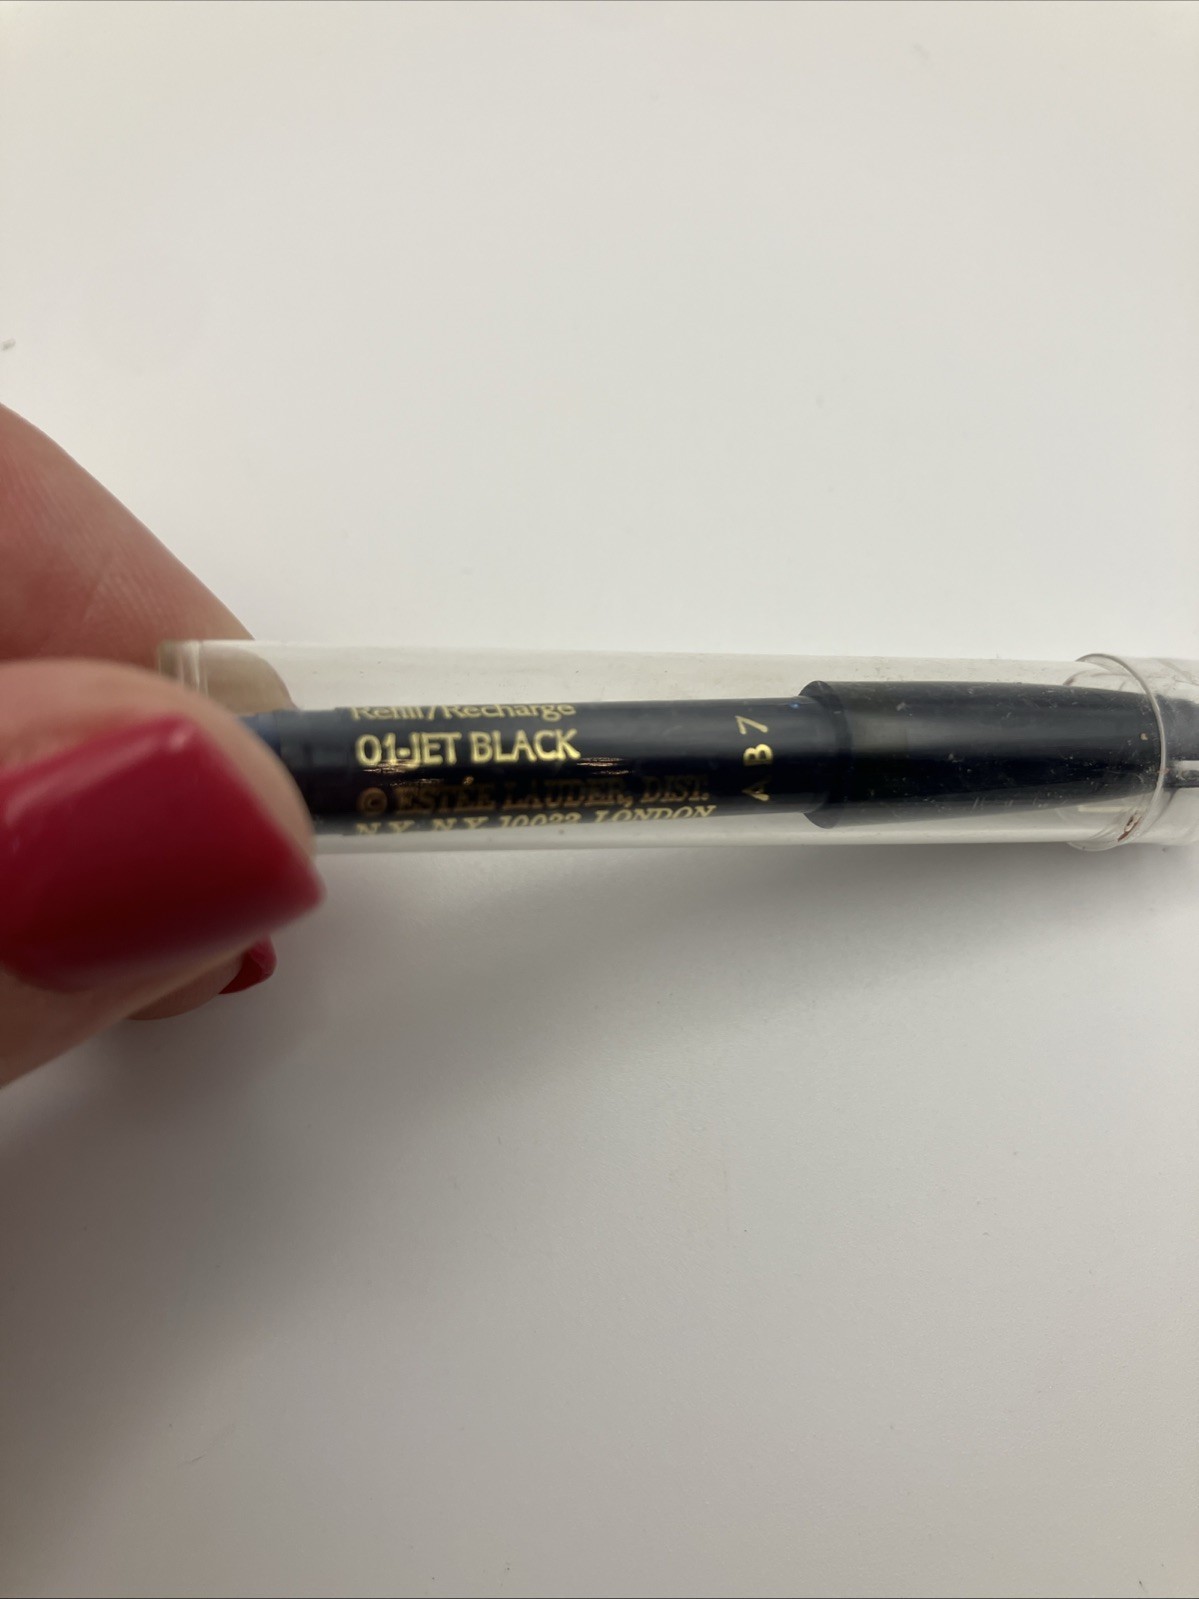 Refill/Recharge
01-JET BLACK
© ESTÉE LAUDER, DIST.
N.Y., N.Y. 10022 LONDON
AB7